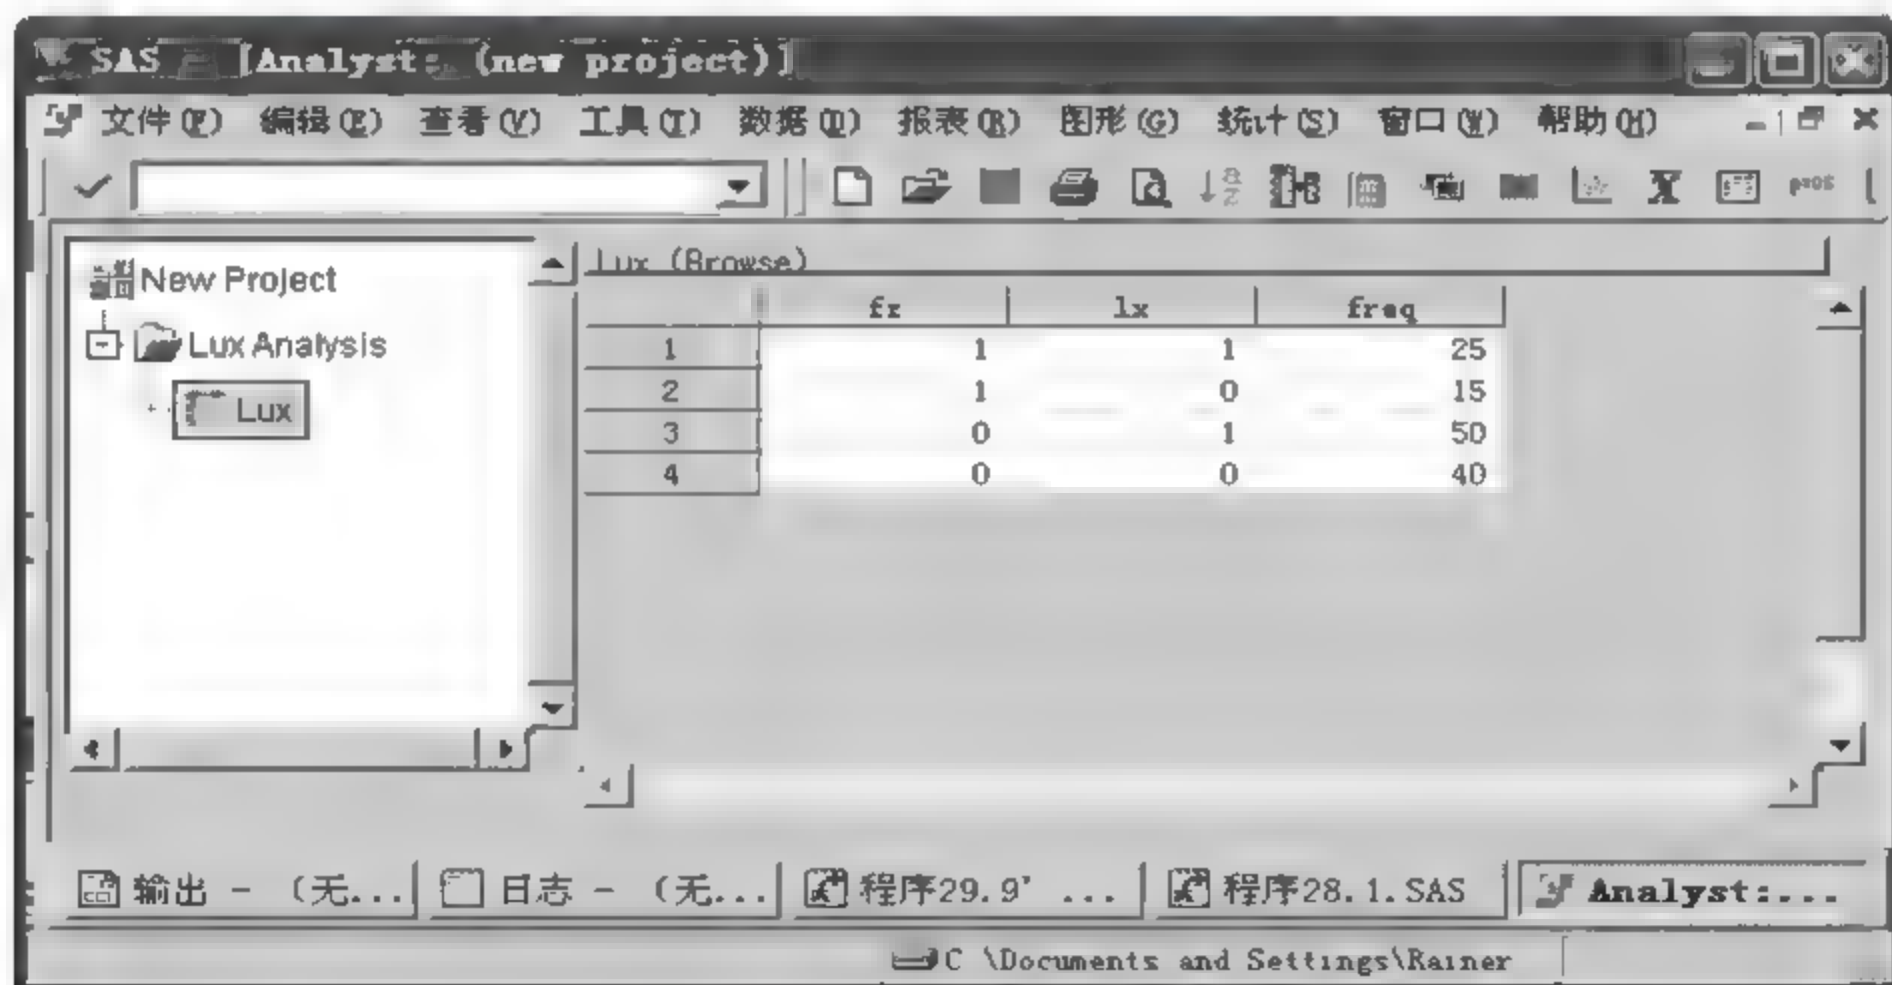 SAS - [Analyst: (new project)]
文件(F) 编辑(E) 查看(V) 工具(T) 数据(D) 报表(R) 图形(G) 统计(S) 窗口(W) 帮助(H)
New Project
Lux Analysis
Lux
Lux (Browse)
fz lx freq
1 1 1 25
2 1 0 15
3 0 1 50
4 0 0 40
输出 - (无... 日志 - (无... 程序29.9' ... 程序28.1.SAS Analyst:...
C \Documents and Settings\Rainer